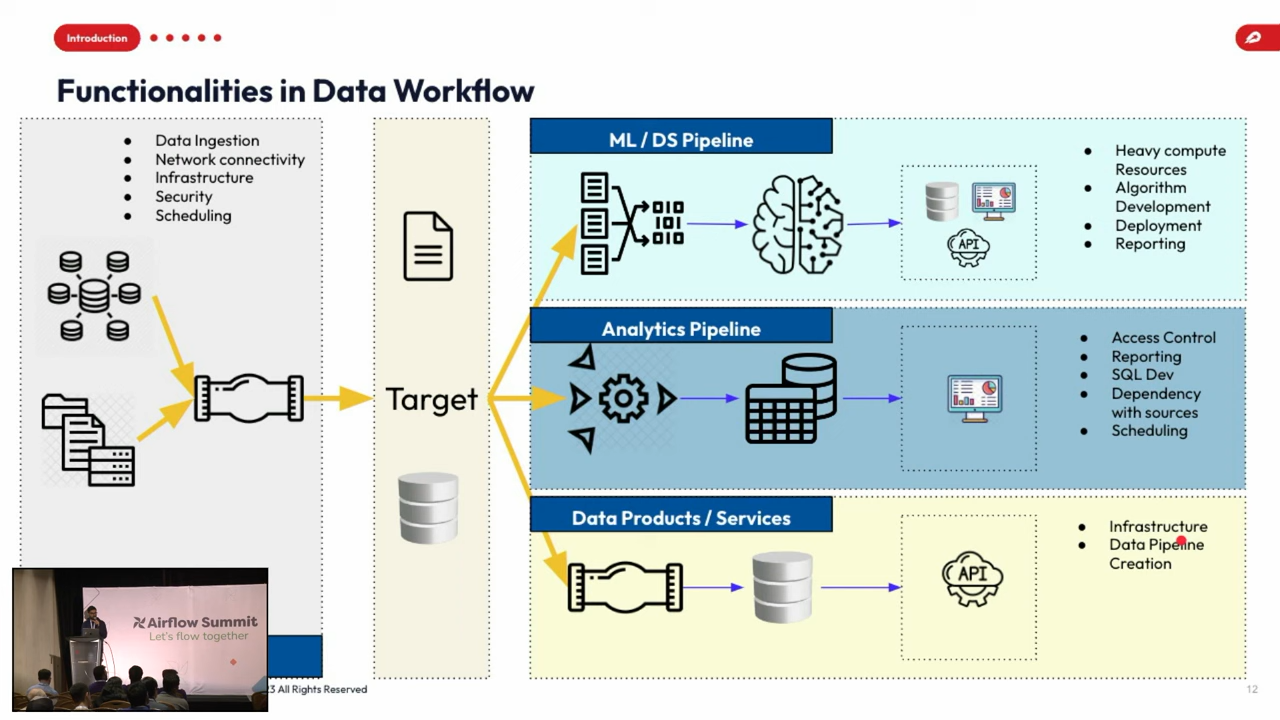 Introduction
Functionalities in Data Workflow
● Data Ingestion
● Network connectivity
● Infrastructure
● Security
● Scheduling
Target
ML / DS Pipeline
API
● Heavy compute
Resources
● Algorithm
Development
● Deployment
● Reporting
Analytics Pipeline
● Access Control
● Reporting
● SQL Dev
● Dependency
with sources
● Scheduling
Data Products / Services
API
● Infrastructure
● Data Pipeline
Creation
Airflow Summit
Let's flow together
23 All Rights Reserved
12